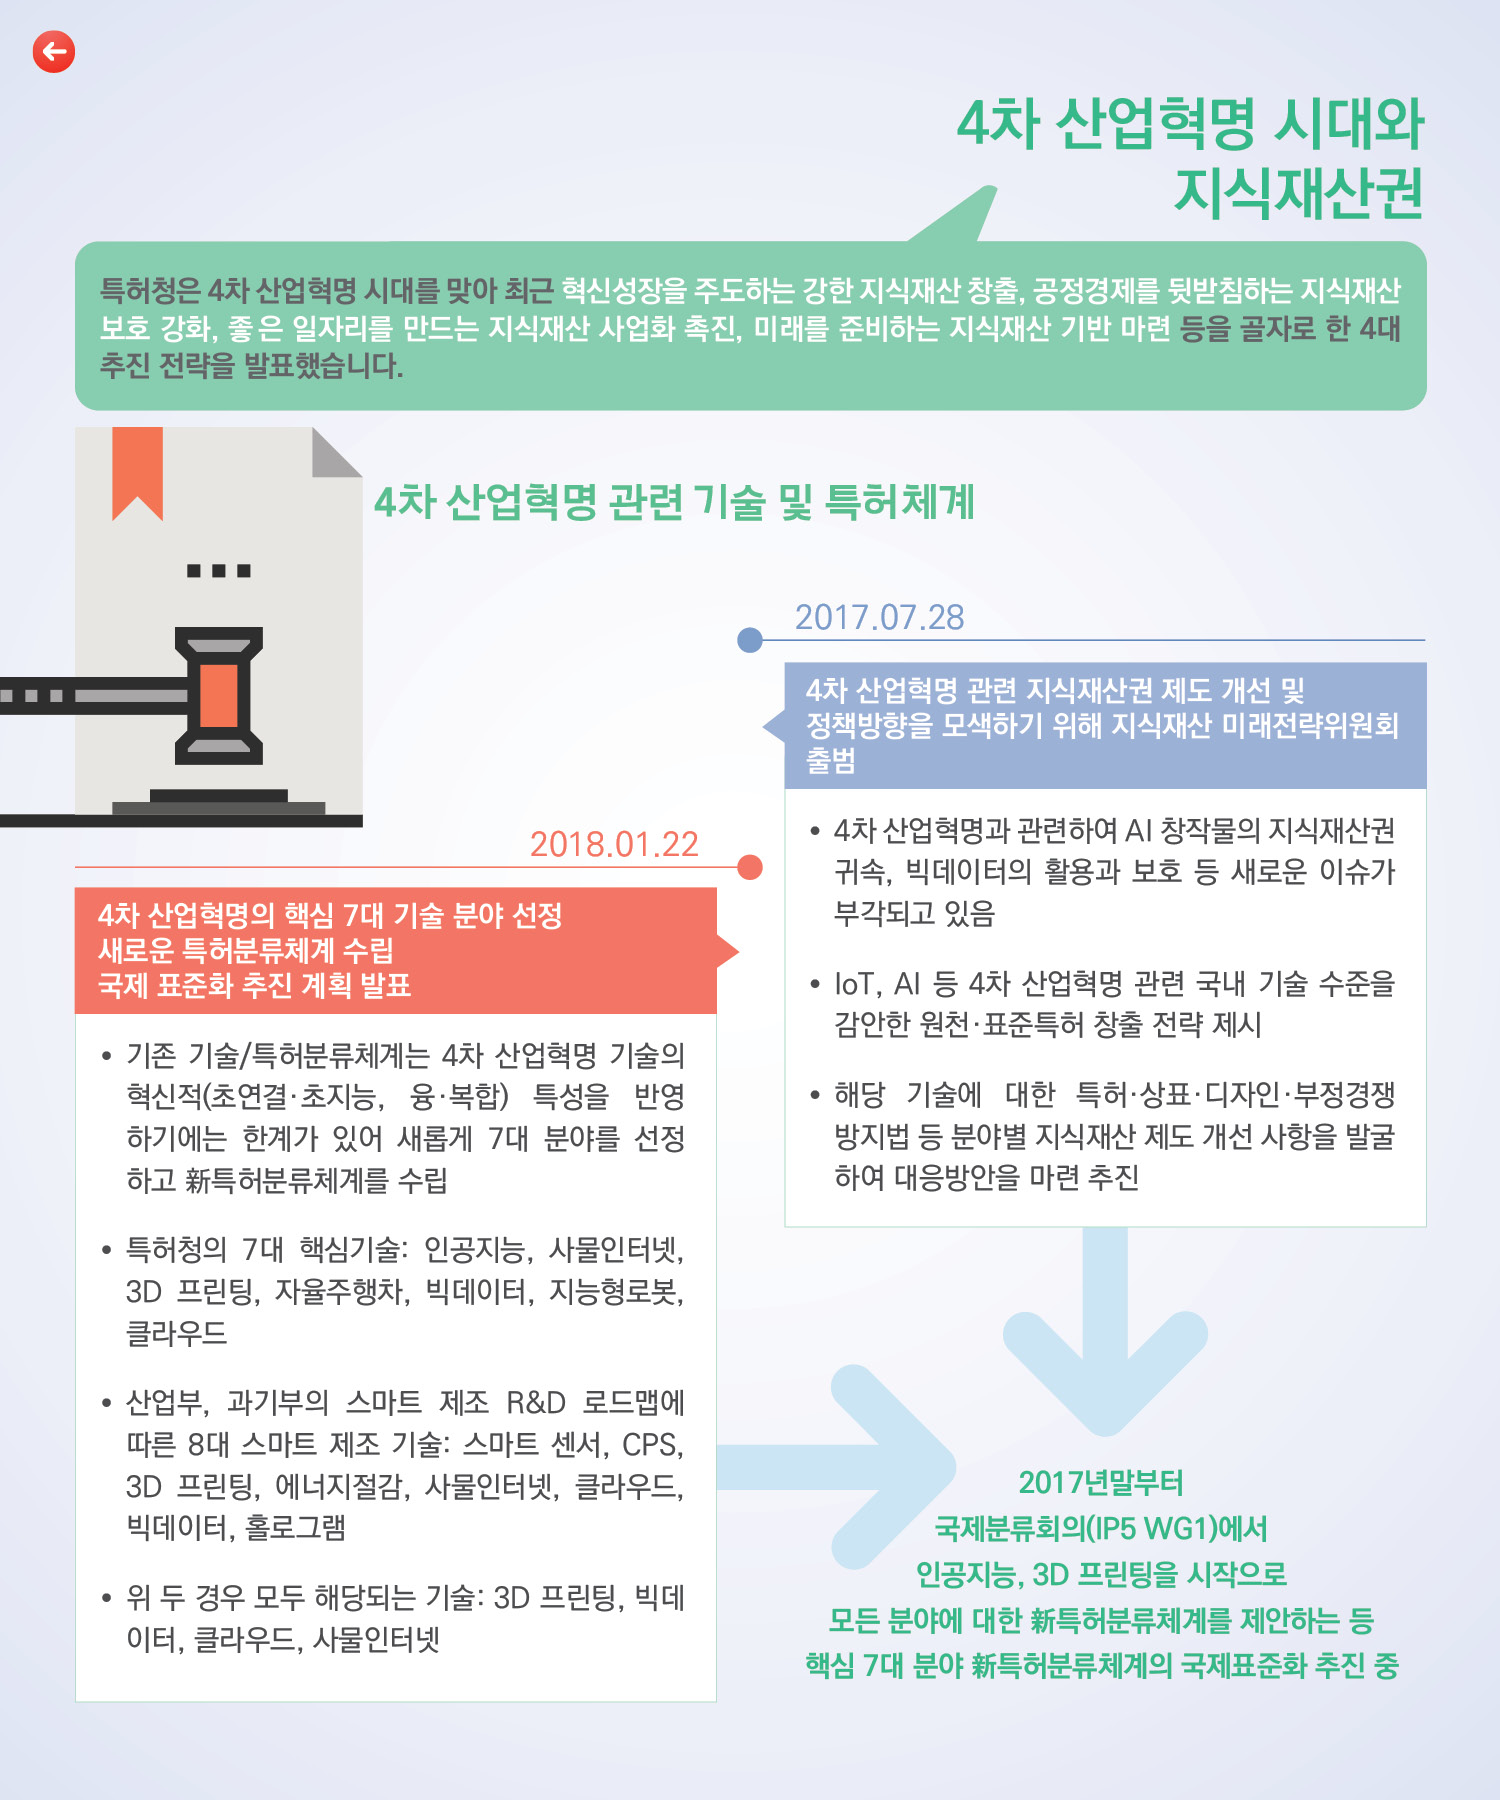 4차 산업혁명 시대와
지식재산권
특허청은 4차 산업혁명 시대를 맞아 최근 혁신성장을 주도하는 강한 지식재산 창출, 공정경제를 뒷받침하는 지식재산
보호 강화, 좋은 일자리를 만드는 지식재산 사업화 촉진, 미래를 준비하는 지식재산 기반 마련 등을 골자로 한 4대
추진 전략을 발표했습니다.
4차 산업혁명 관련 기술 및 특허체계
2017.07.28
4차 산업혁명 관련 지식재산권 제도 개선 및
정책방향을 모색하기 위해 지식재산 미래전략위원회
출범
• 4차 산업혁명과 관련하여 AI 창작물의 지식재산권
귀속, 빅데이터의 활용과 보호 등 새로운 이슈가
부각되고 있음
• IoT, AI 등 4차 산업혁명 관련 국내 기술 수준을
감안한 원천·표준특허 창출 전략 제시
• 해당 기술에 대한 특허·상표·디자인·부정경쟁
방지법 등 분야별 지식재산 제도 개선 사항을 발굴
하여 대응방안을 마련 추진
2018.01.22
4차 산업혁명의 핵심 7대 기술 분야 선정
새로운 특허분류체계 수립
국제 표준화 추진 계획 발표
• 기존 기술/특허분류체계는 4차 산업혁명 기술의
혁신적(초연결·초지능, 융·복합) 특성을 반영
하기에는 한계가 있어 새롭게 7대 분야를 선정
하고 新특허분류체계를 수립
• 특허청의 7대 핵심기술: 인공지능, 사물인터넷,
3D 프린팅, 자율주행차, 빅데이터, 지능형로봇,
클라우드
• 산업부, 과기부의 스마트 제조 R&D 로드맵에
따른 8대 스마트 제조 기술: 스마트 센서, CPS,
3D 프린팅, 에너지절감, 사물인터넷, 클라우드,
빅데이터, 홀로그램
• 위 두 경우 모두 해당되는 기술: 3D 프린팅, 빅데
이터, 클라우드, 사물인터넷
2017년말부터
국제분류회의(IP5 WG1)에서
인공지능, 3D 프린팅을 시작으로
모든 분야에 대한 新특허분류체계를 제안하는 등
핵심 7대 분야 新특허분류체계의 국제표준화 추진 중